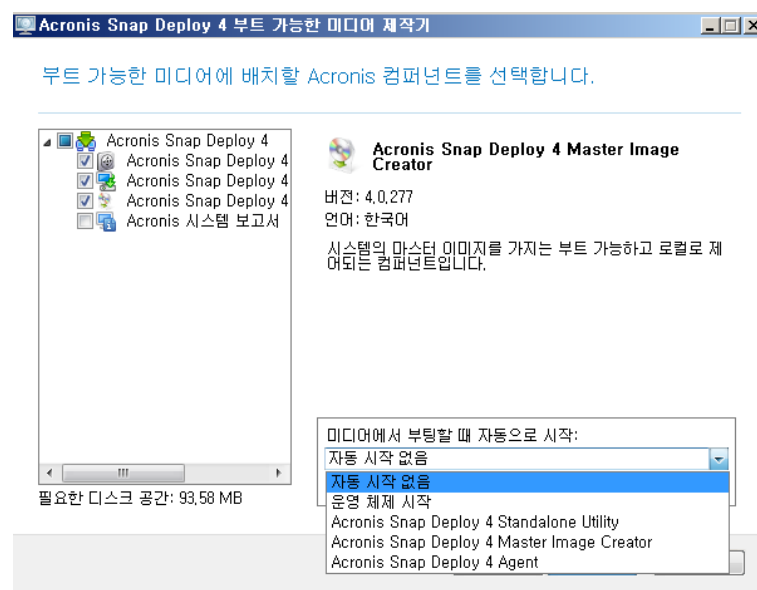 Acronis Snap Deploy 4 부트 가능한 미디어 제작기
부트 가능한 미디어에 배치할 Acronis 컴퍼넌트를 선택합니다.
Acronis Snap Deploy 4
Acronis Snap Deploy 4
Acronis Snap Deploy 4
Acronis Snap Deploy 4
Acronis 시스템 보고서
필요한 디스크 공간: 93,58 MB
Acronis Snap Deploy 4 Master Image
Creator
버전: 4,0,277
언어: 한국어
시스템의 마스터 이미지를 가지는 부트 가능하고 로컬로 제
어되는 컴퍼넌트입니다.
미디어에서 부팅할 때 자동으로 시작:
자동 시작 없음
자동 시작 없음
운영 체제 시작
Acronis Snap Deploy 4 Standalone Utility
Acronis Snap Deploy 4 Master Image Creator
Acronis Snap Deploy 4 Agent